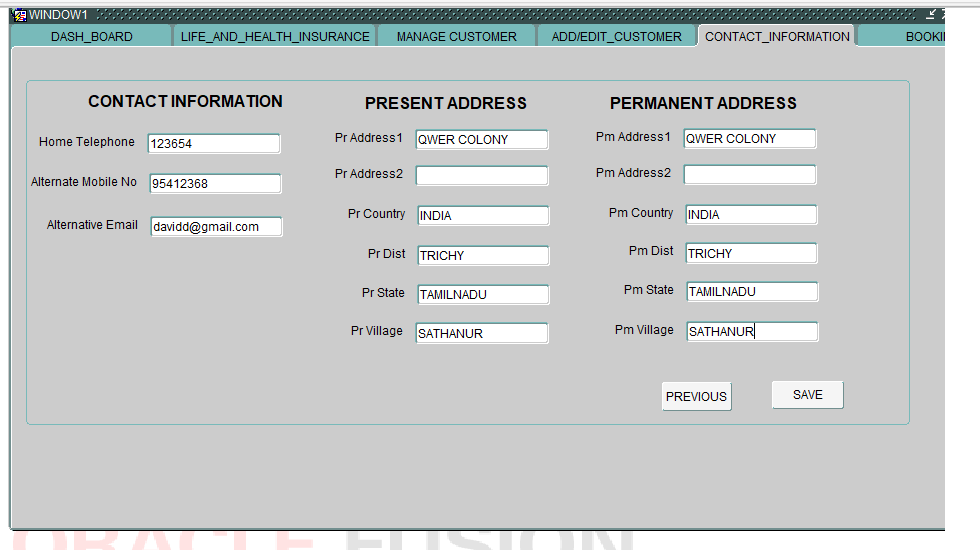 WINDOW1
DASH_BOARD LIFE_AND_HEALTH_INSURANCE MANAGE CUSTOMER ADD/EDIT_CUSTOMER CONTACT_INFORMATION BOOKI
CONTACT INFORMATION
Home Telephone 123654
Alternate Mobile No 95412368
Alternative Email davidd@gmail.com
PRESENT ADDRESS
Pr Address1 QWER COLONY
Pr Address2
Pr Country INDIA
Pr Dist TRICHY
Pr State TAMILNADU
Pr Village SATHANUR
PERMANENT ADDRESS
Pm Address1 QWER COLONY
Pm Address2
Pm Country INDIA
Pm Dist TRICHY
Pm State TAMILNADU
Pm Village SATHANUR
PREVIOUS SAVE
ORACLE FUSION